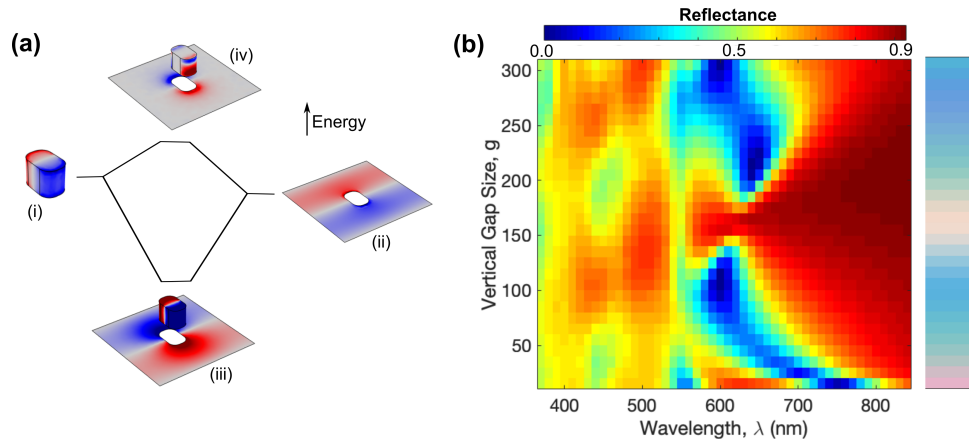 (a)
(iv)
Energy
(i)
(ii)
(iii)
(b)
Reflectance
0.0 0.5 0.9
Vertical Gap Size, g
300
250
200
150
100
50
400 500 600 700 800
Wavelength, λ (nm)